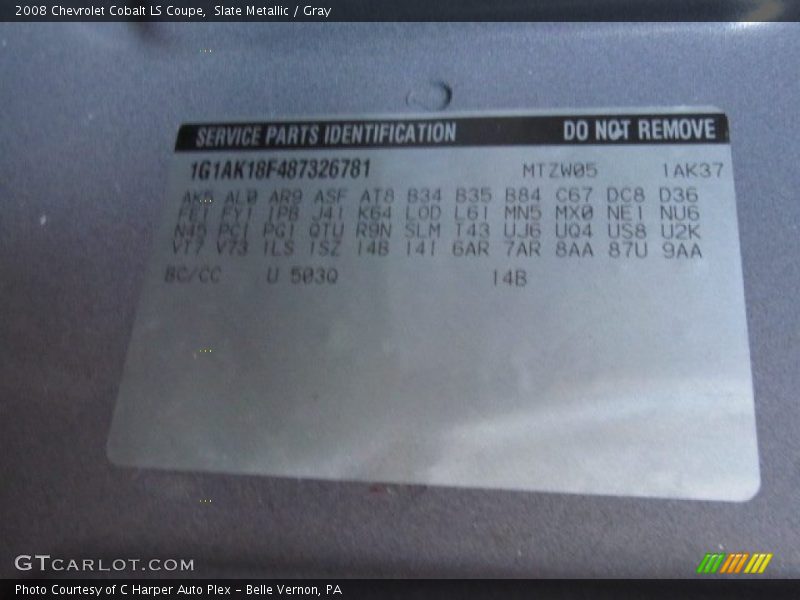 2008 Chevrolet Cobalt LS Coupe, Slate Metallic / Gray
SERVICE PARTS IDENTIFICATION DO NOT REMOVE
1G1AK18F487326781 MTZW05 1AK37
AK5 AL0 AR9 ASF AT8 B34 B35 B84 C67 DC8 D36
FE1 FY1 IPB J41 K64 L0D L61 MN5 MX0 NE1 NU6
N45 PCI PG1 QTU R9N SLM T43 UJ6 UQ4 US8 U2K
VT7 V73 1LS 1SZ 14B 14I 6AR 7AR 8AA 87U 9AA
BC/CC U 503Q 14B
GTCARLOT.COM
Photo Courtesy of C Harper Auto Plex - Belle Vernon, PA